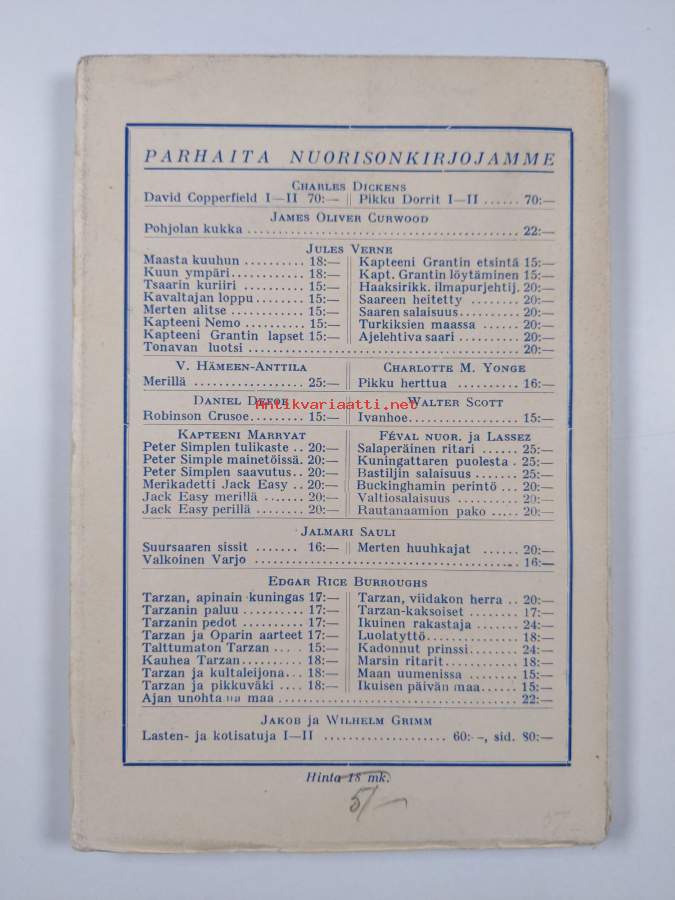 PARHAITA NUORISONKIRJOJAMME
CHARLES DICKENS
David Copperfield I—II 70:— Pikku Dorrit I—II ...... 70:—
JAMES OLIVER CURWOOD
Pohjolan kukka ........ 22:—
JULES VERNE
Maasta kuuhun .......... 18:—
Kuun ympäri............ 18:—
Tsaarin kuriiri .......... 15:—
Kavaltajan loppu........ 15:—
Merten alitse ............ 15:—
Kapteeni Nemo .......... 15:—
Kapteeni Grantin lapset 15:—
Kapteeni Grantin etsintä 15:—
Kapt. Grantin löytäminen 15:—
Haaksirikk. ilmapurjehtij. 20:—
Saareen heitetty ........ 20:—
Saaren salaisuus........ 20:—
Turkiksien maassa ...... 20:—
Ajelehtiva saari .......... 20:—
Tonavan luotsi ........ 20:—
V. HÄMEEN-ANTTILA
Merillä .................. 25:—
CHARLOTTE M. YONGE
Pikku herttua .......... 16:—
DANIEL DEFOE
Robinson Crusoe........ 15:—
Antikvariaatti.net
WALTER SCOTT
Ivanhoe.................. 15:—
KAPTEENI MARRYAT
Peter Simplen tulikaste .. 20:—
Peter Simple mainetöissä. 20:—
Peter Simplen saavutus.. 20:—
Merikadetti Jack Easy .. 20:—
Jack Easy merillä ...... 20:—
Jack Easy perillä ...... 20:—
FÉVAL NUOR. ja LASSEZ
Salaperäinen ritari ...... 25:—
Kuningattaren puolesta . 25:—
Bastiljin salaisuus ...... 25:—
Buckinghamin perintö ... 20:—
Valtiosalaisuus .......... 20:—
Rautanaamion pako ..... 20:—
JALMARI SAULI
Suursaaren sissit ....... 16:— Merten huuhkajat ...... 20:—
Valkoinen Varjo ........ 16:—
EDGAR RICE BURROUGHS
Tarzan, apinain kuningas 17:—
Tarzanin paluu .......... 17:—
Tarzanin pedot .......... 17:—
Tarzan ja Oparin aarteet 17:—
Talttumaton Tarzan .... 15:—
Kauhea Tarzan.......... 18:—
Tarzan ja kultaleijona... 18:—
Tarzan ja pikkuväki .... 18:—
Tarzan, viidakon herra .. 20:—
Tarzan-kaksoiset ........ 17:—
Ikuinen rakastaja ...... 24:—
Luolatyttö.............. 18:—
Kadonnut prinssi........ 24:—
Marsin ritarit............ 18:—
Maan uumenissa ........ 15:—
Ikuisen päivän maa...... 15:—
Ajan unohtama maa ........ 22:—
JAKOB ja WILHELM GRIMM
Lasten- ja kotisatuja I—II .................... 60:—, sid. 80:—
Hinta 18 mk.
5/—